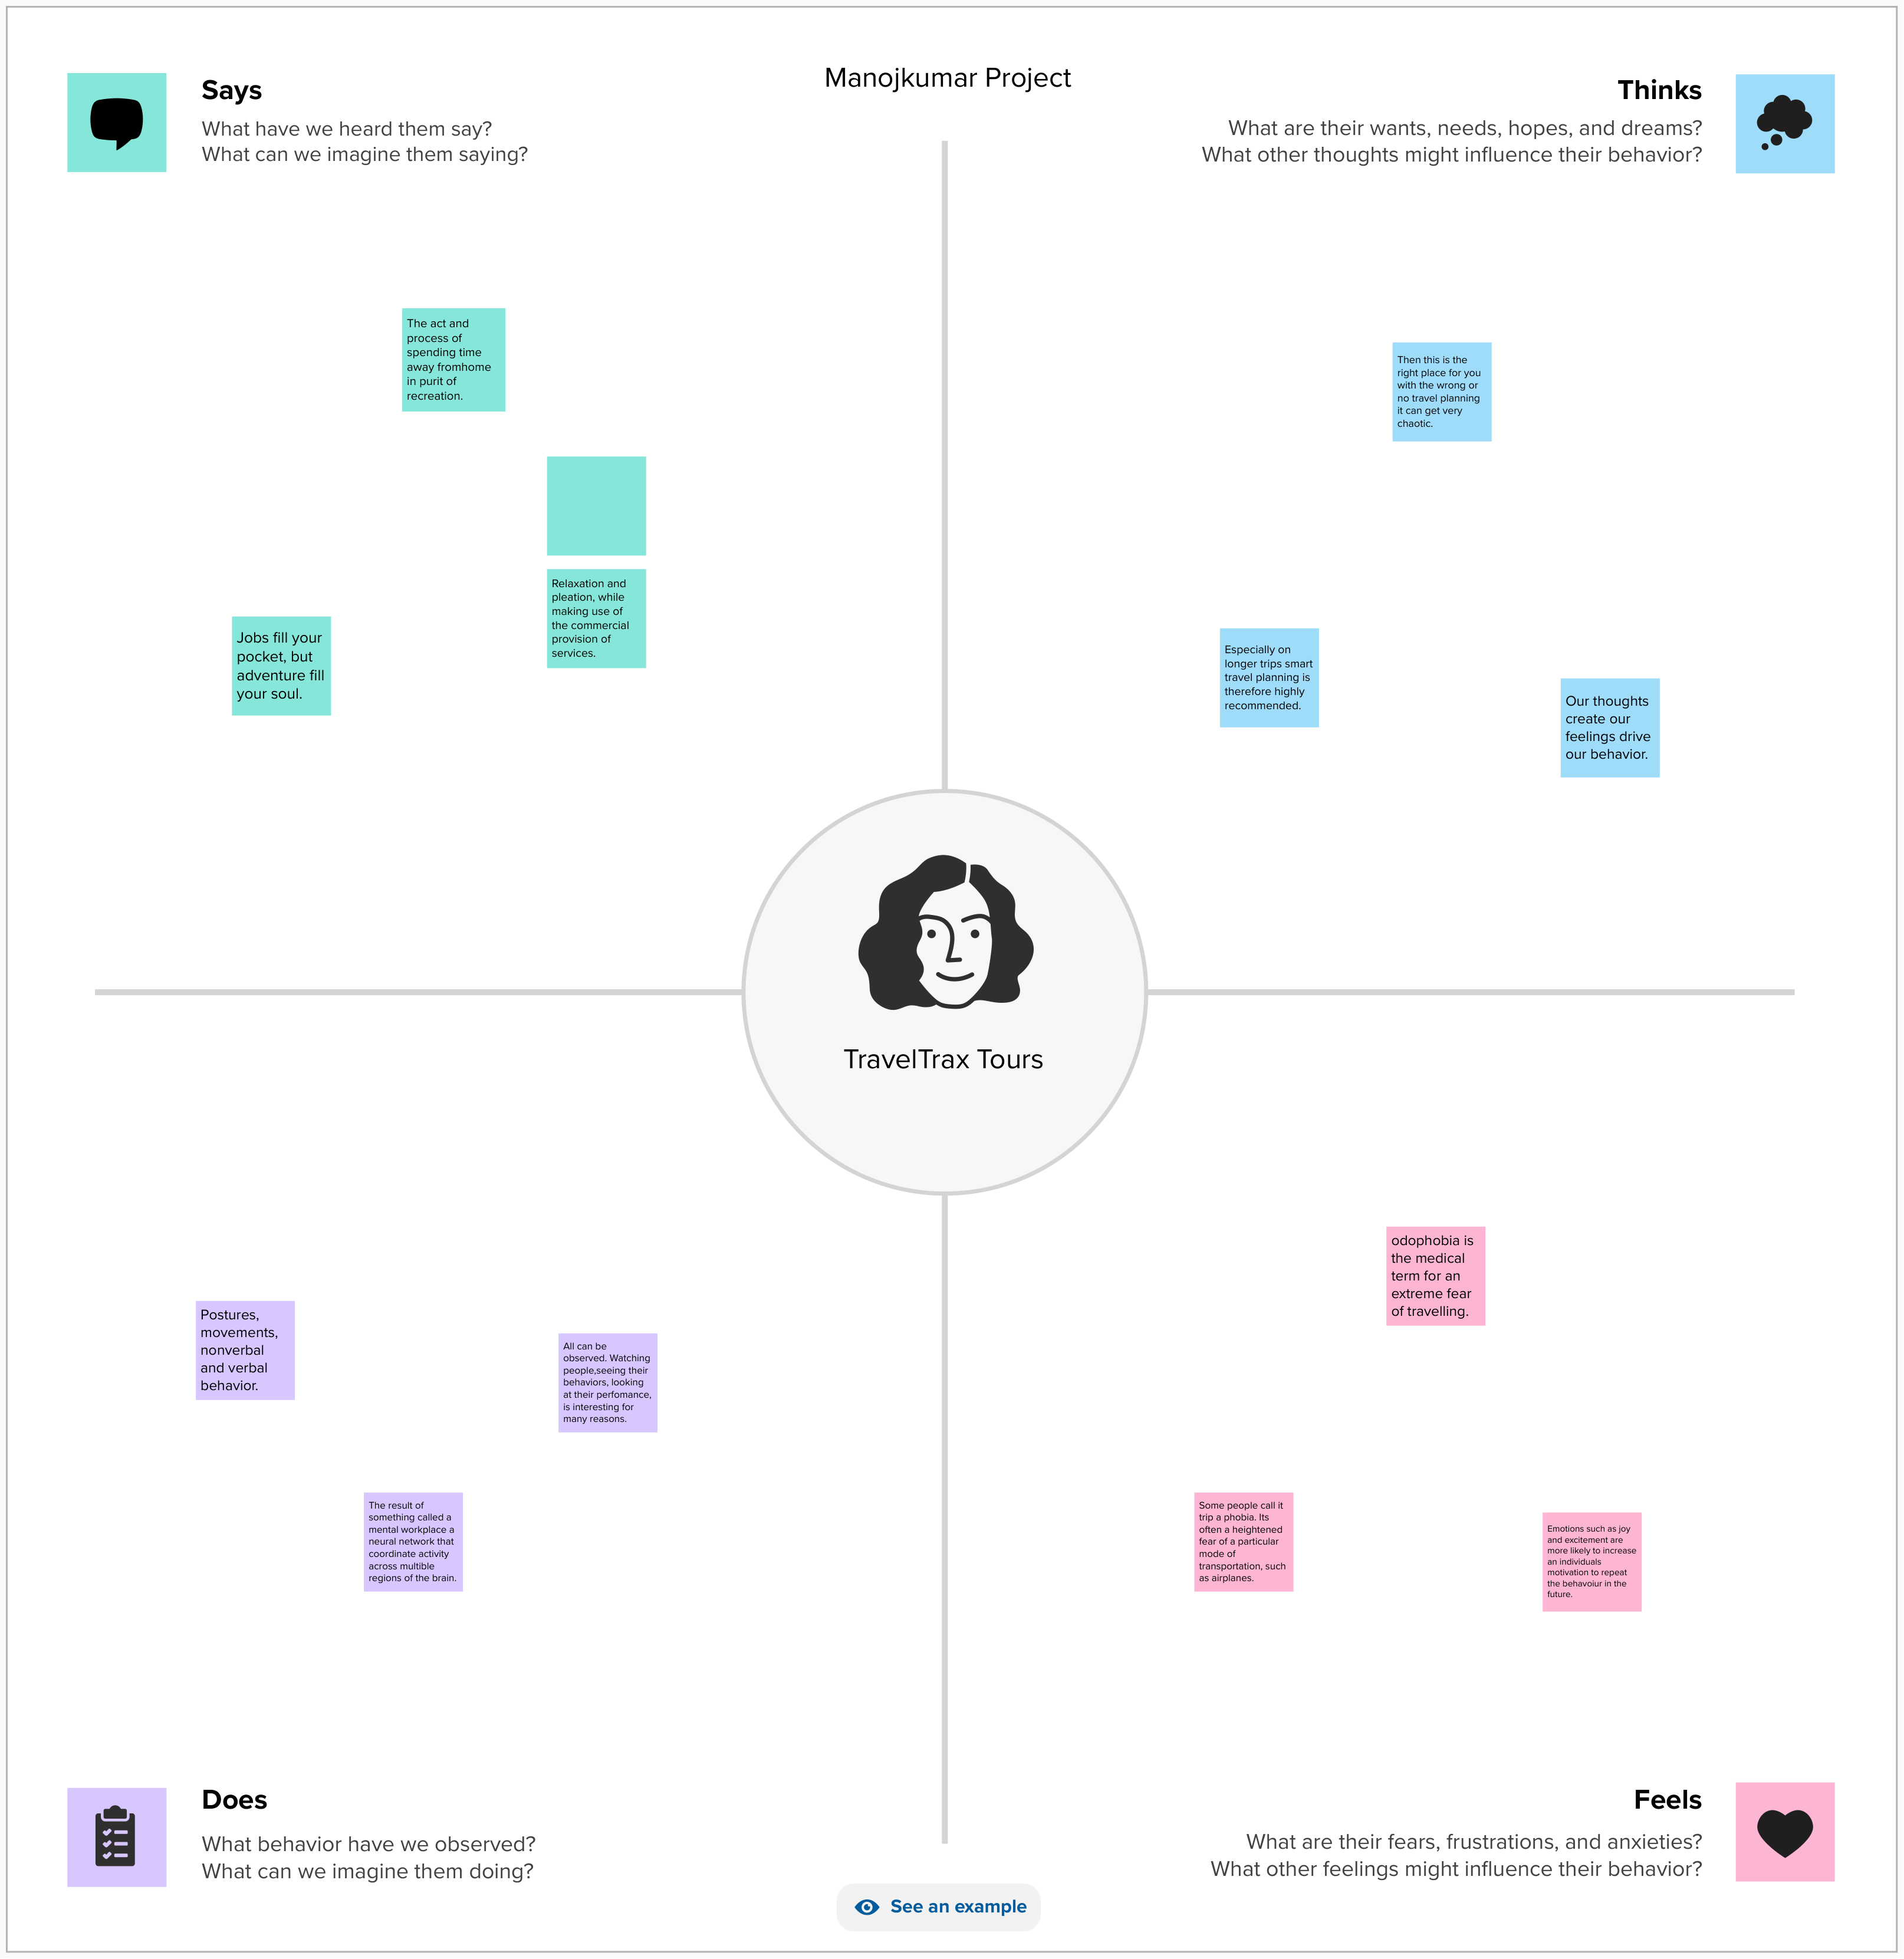 Manojkumar Project
Says
What have we heard them say?
What can we imagine them saying?
Thinks
What are their wants, needs, hopes, and dreams?
What other thoughts might influence their behavior?
The act and
process of
spending time
away fromhome
in purit of
recreation.
Relaxation and
pleation, while
making use of
the commercial
provision of
services.
Jobs fill your
pocket, but
adventure fill
your soul.
Then this is the
right place for you
with the wrong or
no travel planning
it can get very
chaotic.
Especially on
longer trips smart
travel planning is
therefore highly
recommended.
Our thoughts
create our
feelings drive
our behavior.
TravelTrax Tours
Postures,
movements,
nonverbal
and verbal
behavior.
All can be
observed. Watching
people,seeing their
behaviors, looking
at their perfomance,
is interesting for
many reasons.
The result of
something called a
mental workplace a
neural network that
coordinate activity
across multible
regions of the brain.
odophobia is
the medical
term for an
extreme fear
of travelling.
Some people call it
trip a phobia. Its
often a heightened
fear of a particular
mode of
transportation, such
as airplanes.
Emotions such as joy
and excitement are
more likely to increase
an individuals
motivation to repeat
the behavoiur in the
future.
Does
What behavior have we observed?
What can we imagine them doing?
Feels
What are their fears, frustrations, and anxieties?
What other feelings might influence their behavior?
See an example